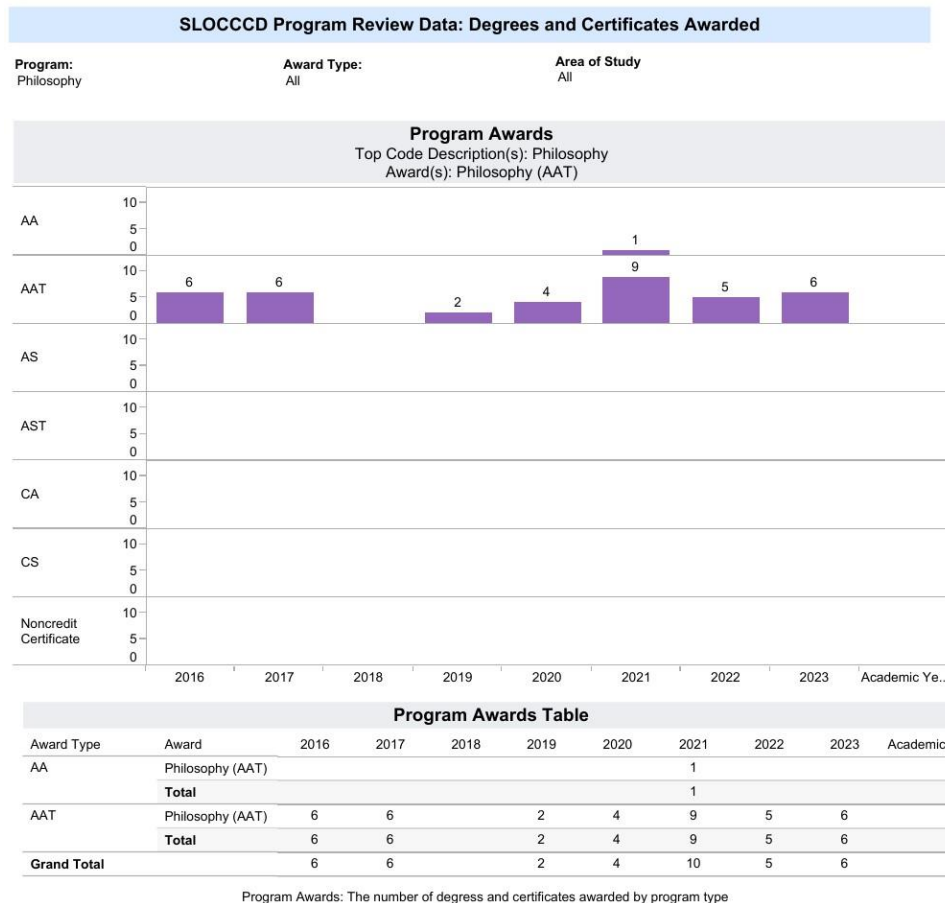 SLOCCCD Program Review Data: Degrees and Certificates Awarded
Program: Award Type: Area of Study
Philosophy All All
Program Awards
Top Code Description(s): Philosophy
Award(s): Philosophy (AAT)
AA 10 5 0 1
AAT 10 5 0 6 6 2 4 9 5 6
AS 10 5 0
AST 10 5 0
CA 10 5 0
CS 10 5 0
Noncredit Certificate 10 5 0
2016 2017 2018 2019 2020 2021 2022 2023 Academic Ye..
Program Awards Table
Award Type Award 2016 2017 2018 2019 2020 2021 2022 2023 Academic
AA Philosophy (AAT) 1
Total 1
AAT Philosophy (AAT) 6 6 2 4 9 5 6
Total 6 6 2 4 9 5 6
Grand Total 6 6 2 4 10 5 6
Program Awards: The number of degress and certificates awarded by program type